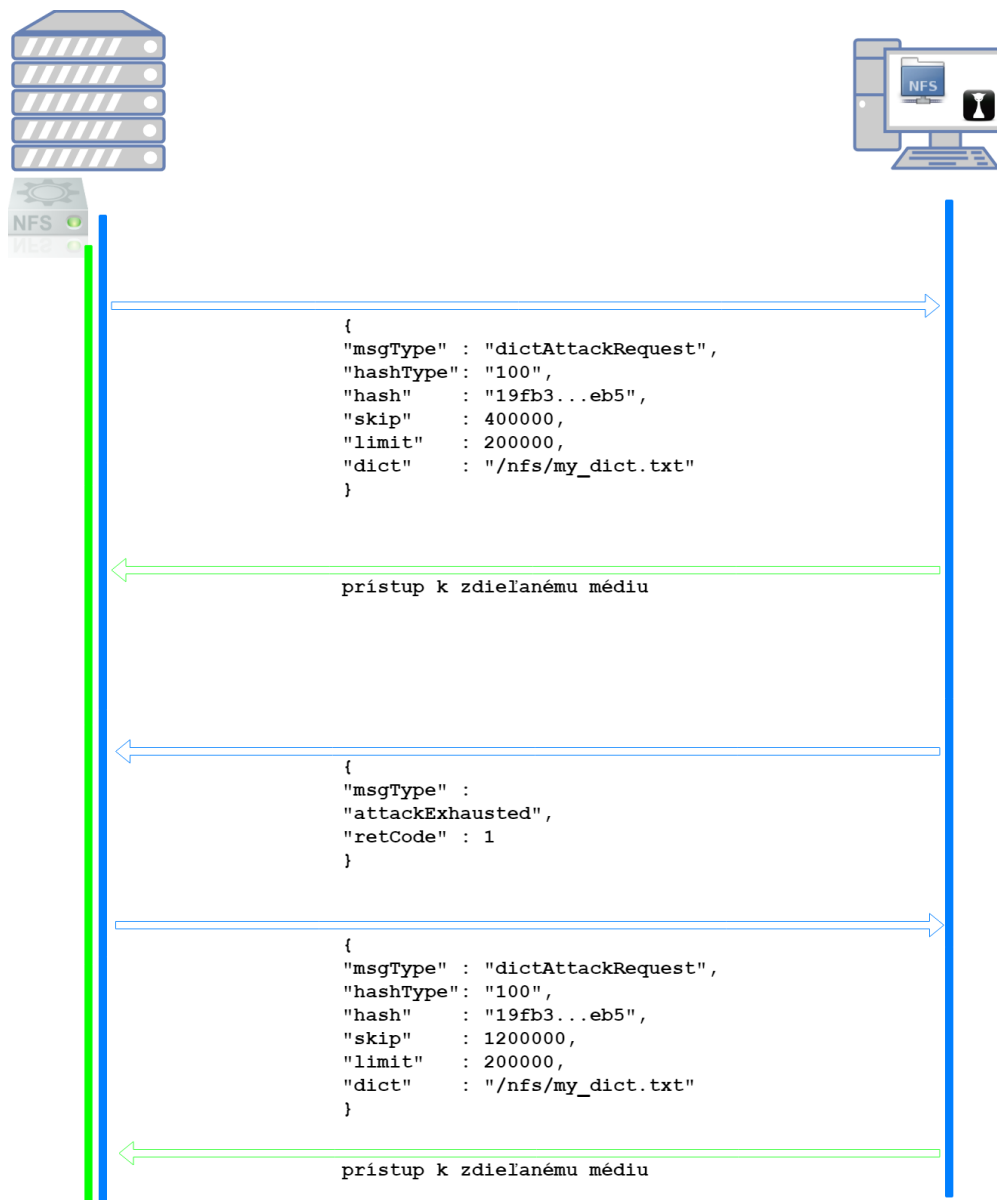 NFS
NFS
{
"msgType" : "dictAttackRequest",
"hashType": "100",
"hash"    : "19fb3...eb5",
"skip"    : 400000,
"limit"   : 200000,
"dict"    : "/nfs/my_dict.txt"
}
prístup k zdieľanému médiu
{
"msgType" :
"attackExhausted",
"retCode" : 1
}
{
"msgType" : "dictAttackRequest",
"hashType": "100",
"hash"    : "19fb3...eb5",
"skip"    : 1200000,
"limit"   : 200000,
"dict"    : "/nfs/my_dict.txt"
}
prístup k zdieľanému médiu